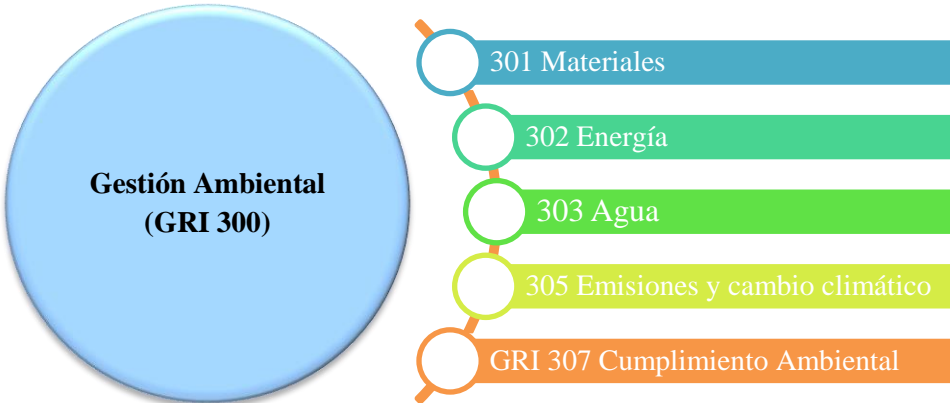 Gestión Ambiental
(GRI 300)
301 Materiales
302 Energía
303 Agua
305 Emisiones y cambio climático
GRI 307 Cumplimiento Ambiental